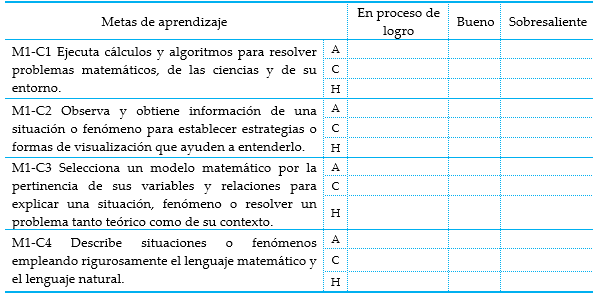 Metas de aprendizaje
En proceso de
logro
Bueno
Sobresaliente
M1-C1 Ejecuta cálculos y algoritmos para resolver
problemas matemáticos, de las ciencias y de su
entorno.
A
C
H
M1-C2 Observa y obtiene información de una
situación o fenómeno para establecer estrategias o
formas de visualización que ayuden a entenderlo.
A
C
H
M1-C3 Selecciona un modelo matemático por la
pertinencia de sus variables y relaciones para
explicar una situación, fenómeno o resolver un
problema tanto teórico como de su contexto.
A
C
H
M1-C4 Describe situaciones o fenómenos
empleando rigurosamente el lenguaje matemático y
el lenguaje natural.
A
C
H